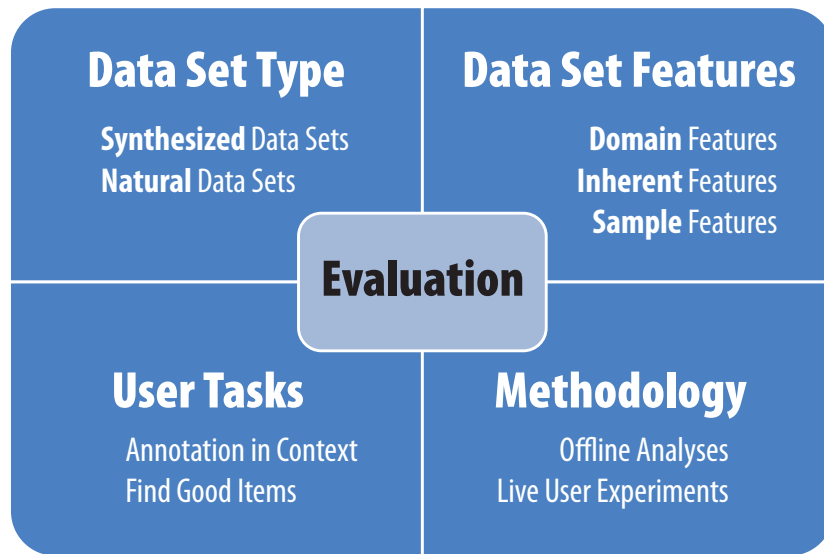 Data Set Type
Synthesized Data Sets
Natural Data Sets
Data Set Features
Domain Features
Inherent Features
Sample Features
Evaluation
User Tasks
Annotation in Context
Find Good Items
Methodology
Offline Analyses
Live User Experiments